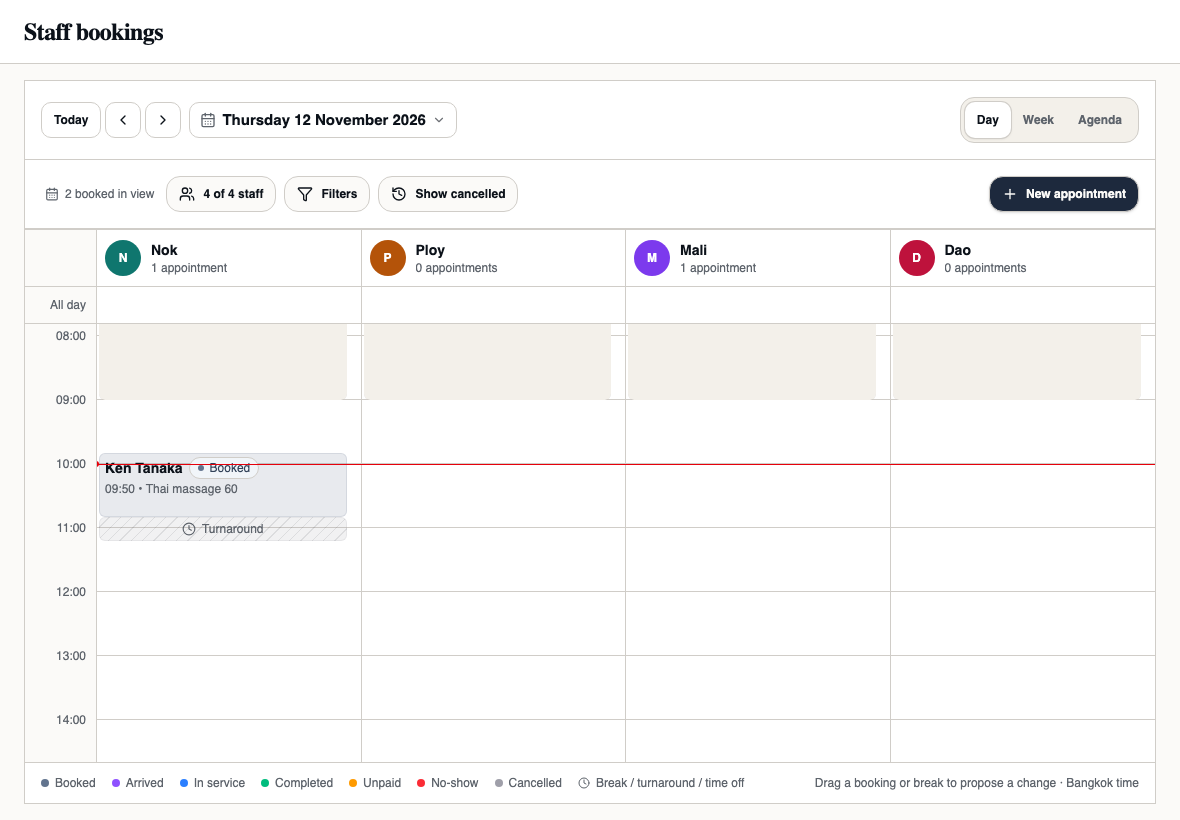 Staff bookings
Today
Thursday 12 November 2026
Day Week Agenda
2 booked in view
4 of 4 staff
Filters
Show cancelled
+ New appointment
N Nok
1 appointment
P Ploy
0 appointments
M Mali
1 appointment
D Dao
0 appointments
All day
08:00
09:00
10:00
Ken Tanaka Booked
09:50 • Thai massage 60
11:00
Turnaround
12:00
13:00
14:00
Booked Arrived In service Completed Unpaid No-show Cancelled Break / turnaround / time off
Drag a booking or break to propose a change · Bangkok time